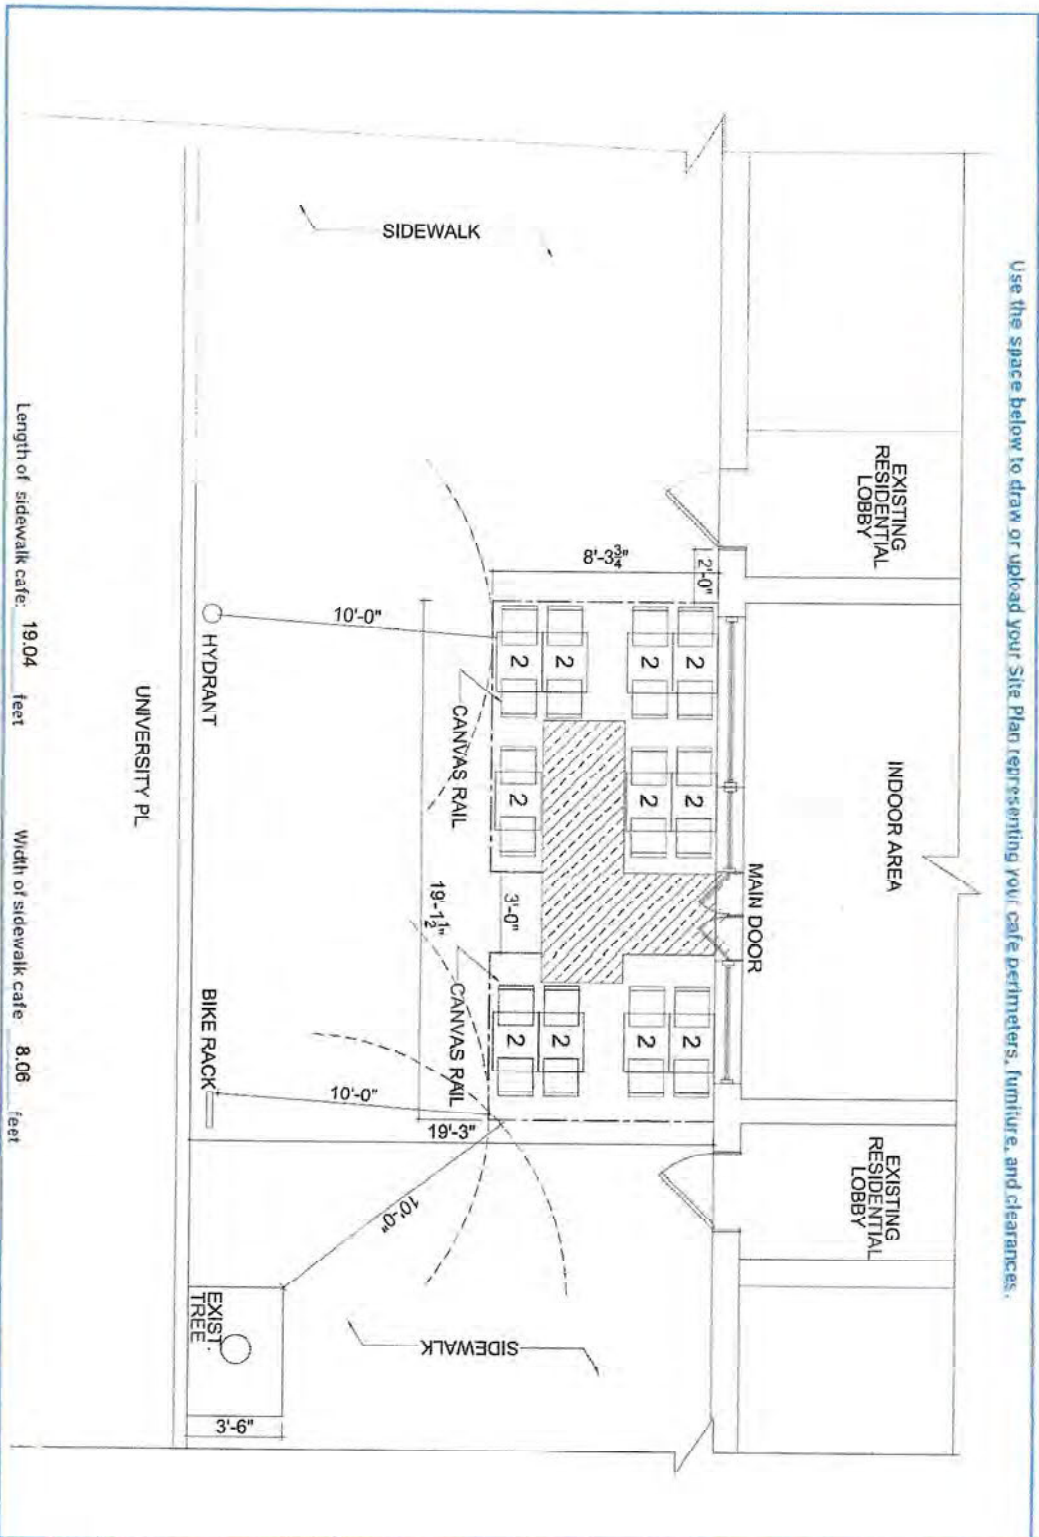 Use the space below to draw or upload your Site Plan representing your cafe perimeters, furniture, and clearances.
EXISTING
RESIDENTIAL
LOBBY
INDOOR AREA
EXISTING
RESIDENTIAL
LOBBY
MAIN DOOR
2'-0"
8'-3¾"
2
2
2
2
2
2
2
2
2
2
2
3'-0"
SIDEWALK
CANVAS RAIL
CANVAS RAIL
19'-1½"
10'-0"
10'-0"
19'-3"
10'-0"
SIDEWALK
HYDRANT
BIKE RACK
EXIST.
TREE
3'-6"
UNIVERSITY PL
Length of sidewalk cafe: 19.04 feet
Width of sidewalk cafe 8.06 feet